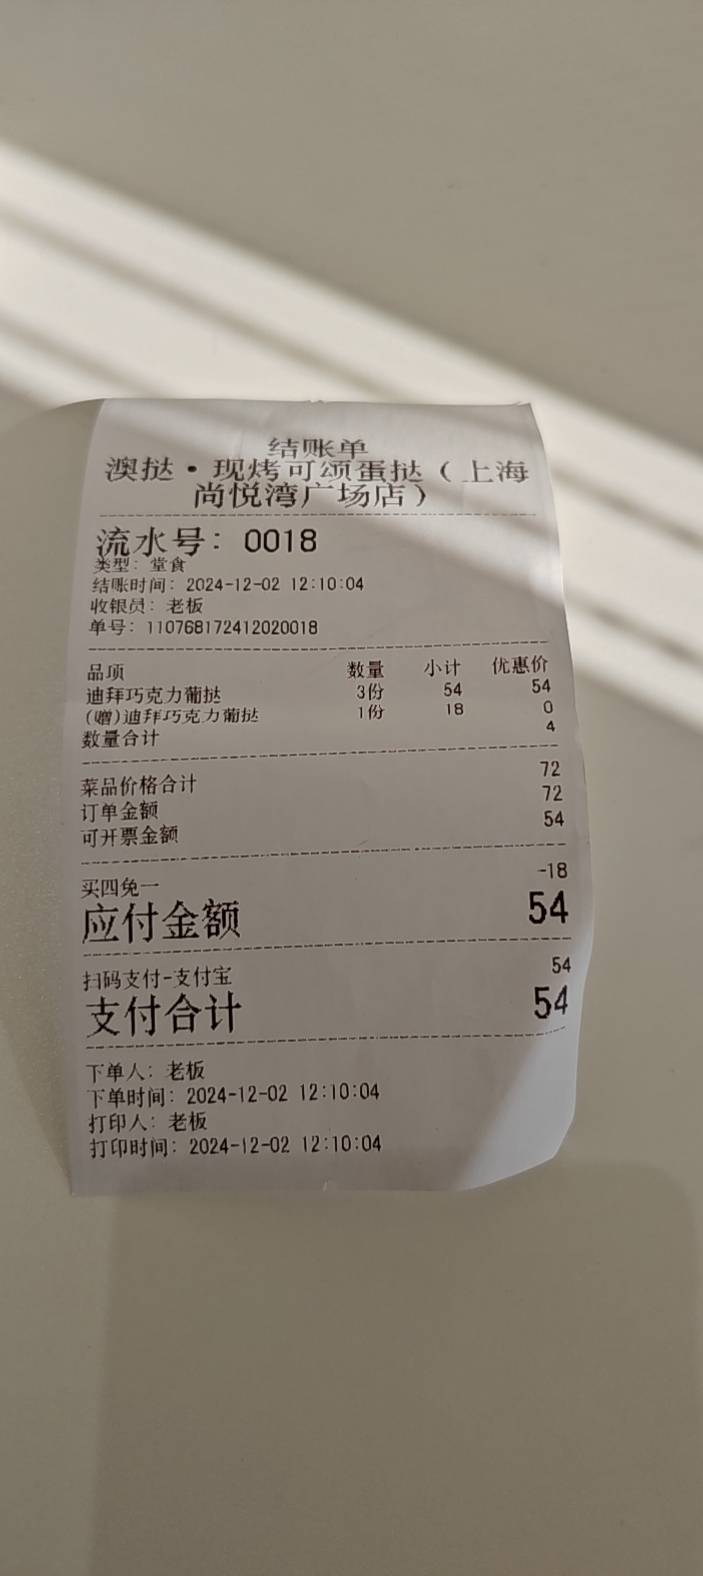 结账单
澳挞·现烤可颂蛋挞（上海
尚悦湾广场店）
流水号：0018
类型：堂食
结账时间：2024-12-02 12:10:04
收银员：老板
单号：110768172412020018
品项 数量 小计 优惠价
迪拜巧克力葡挞 3份 54 54
(赠)迪拜巧克力葡挞 1份 18 0
数量合计 4
菜品价格合计 72
订单金额 72
可开票金额 54
买四免一 -18
应付金额 54
扫码支付-支付宝 54
支付合计 54
下单人：老板
下单时间：2024-12-02 12:10:04
打印人：老板
打印时间：2024-12-02 12:10:04